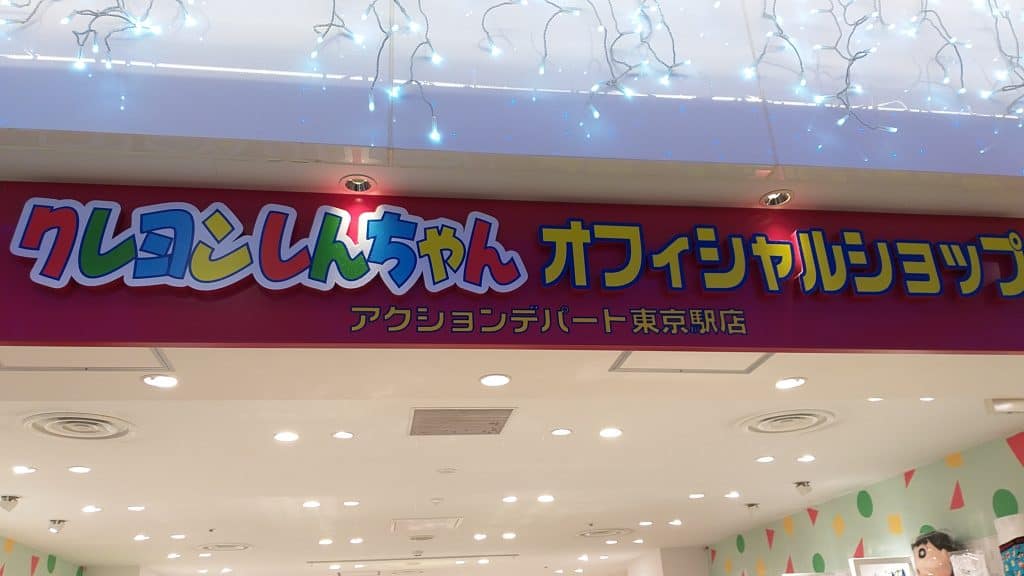 クレヨンしんちゃん オフィシャルショップ
アクションデパート東京駅店